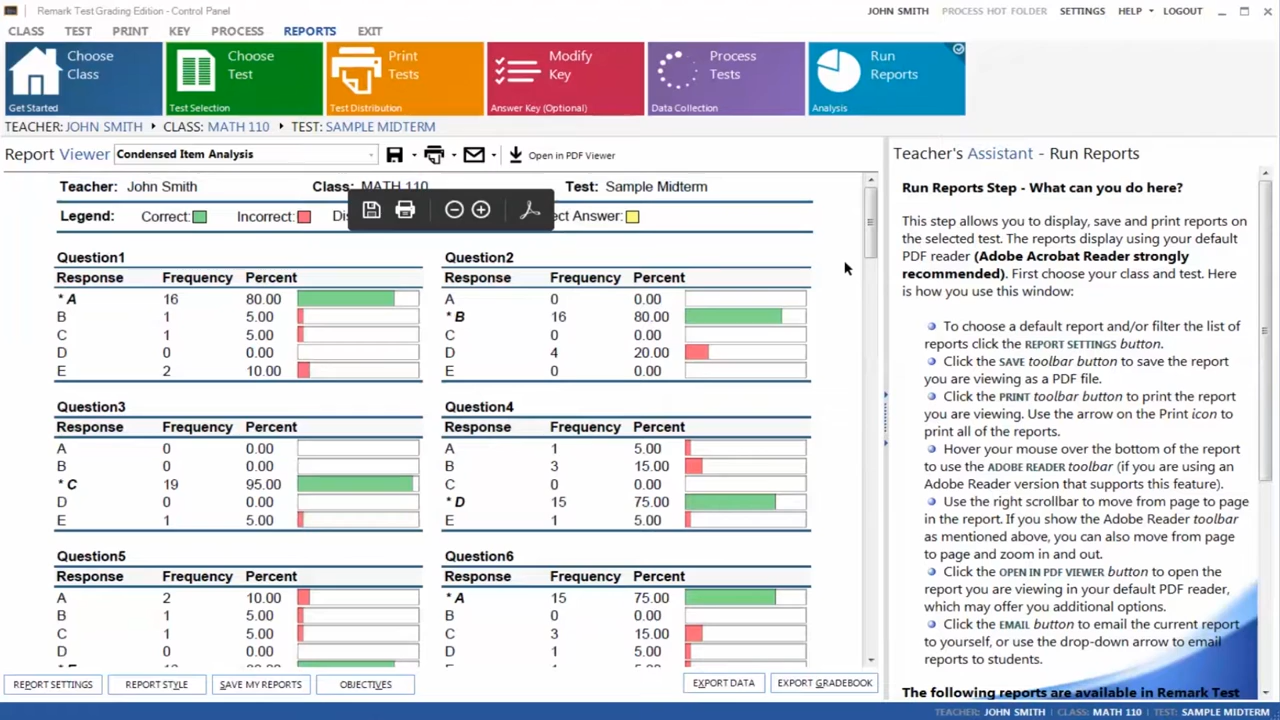 Remark Test Grading Edition - Control Panel
JOHN SMITH PROCESS HOT FOLDER SETTINGS HELP LOGOUT
CLASS TEST PRINT KEY PROCESS REPORTS EXIT
Choose Class
Get Started
Choose Test
Test Selection
Print Tests
Test Distribution
Modify Key
Answer Key (Optional)
Process Tests
Data Collection
Run Reports
Analysis
TEACHER: JOHN SMITH CLASS: MATH 110 TEST: SAMPLE MIDTERM
Report Viewer Condensed Item Analysis Open in PDF Viewer
Teacher: John Smith Class: MATH 110 Test: Sample Midterm
Legend: Correct: Incorrect: Answer:
Question1
Response Frequency Percent
* A 16 80.00
B 1 5.00
C 1 5.00
D 0 0.00
E 2 10.00
Question2
Response Frequency Percent
A 0 0.00
* B 16 80.00
C 0 0.00
D 4 20.00
E 0 0.00
Question3
Response Frequency Percent
A 0 0.00
B 0 0.00
* C 19 95.00
D 0 0.00
E 1 5.00
Question4
Response Frequency Percent
A 1 5.00
B 3 15.00
C 0 0.00
* D 15 75.00
E 1 5.00
Question5
Response Frequency Percent
A 2 10.00
B 1 5.00
C 1 5.00
D 0 0.00
Question6
Response Frequency Percent
* A 15 75.00
B 0 0.00
C 3 15.00
D 1 5.00
REPORT SETTINGS REPORT STYLE SAVE MY REPORTS OBJECTIVES EXPORT DATA EXPORT GRADEBOOK
Teacher's Assistant - Run Reports
Run Reports Step - What can you do here?
This step allows you to display, save and print reports on
the selected test. The reports display using your default
PDF reader (Adobe Acrobat Reader strongly
recommended). First choose your class and test. Here
is how you use this window:
To choose a default report and/or filter the list of
reports click the REPORT SETTINGS button.
Click the SAVE toolbar button to save the report
you are viewing as a PDF file.
Click the PRINT toolbar button to print the report
you are viewing. Use the arrow on the Print icon to
print all of the reports.
Hover your mouse over the bottom of the report
to use the ADOBE READER toolbar (if you are using an
Adobe Reader version that supports this feature).
Use the right scrollbar to move from page to page
in the report. If you show the Adobe Reader toolbar
as mentioned above, you can also move from page
to page and zoom in and out.
Click the OPEN IN PDF VIEWER button to open the
report you are viewing in your default PDF reader,
which may offer you additional options.
Click the EMAIL button to email the current report
to yourself, or use the drop-down arrow to email
reports to students.
The following reports are available in Remark Test
TEACHER: JOHN SMITH CLASS: MATH 110 TEST: SAMPLE MIDTERM